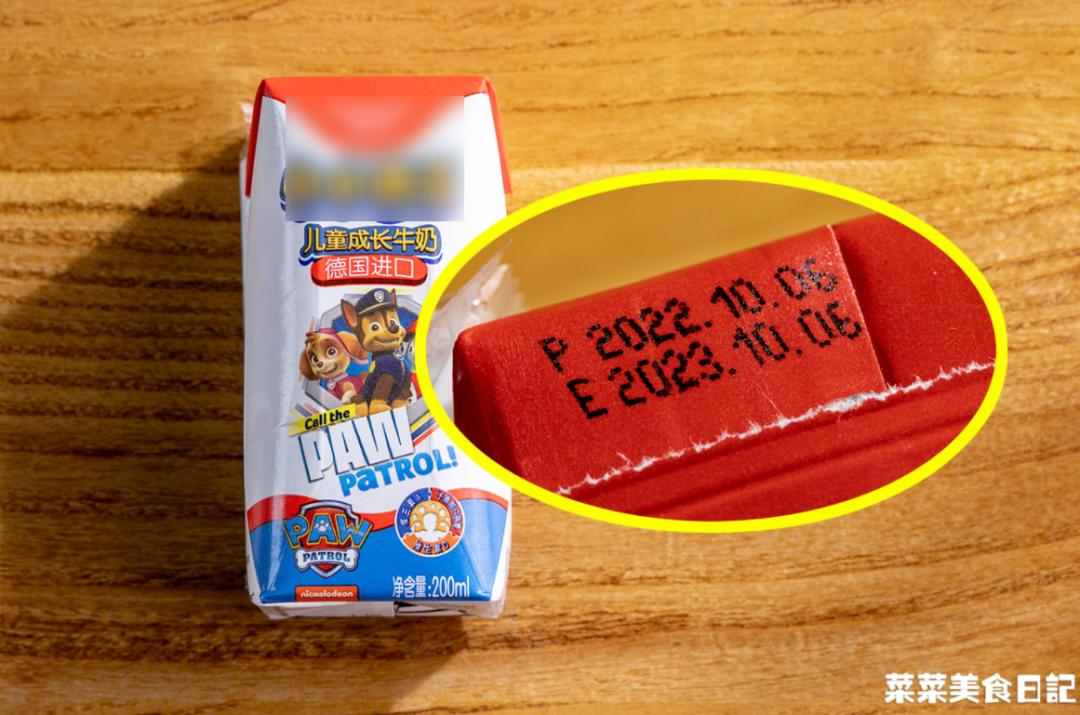 儿童成长牛奶
德国进口
Call the
PAW
PATROL!
PAW
PATROL
nickelodeon
净含量:200ml
P 2022.10.06
E 2023.10.06
菜菜美食日記